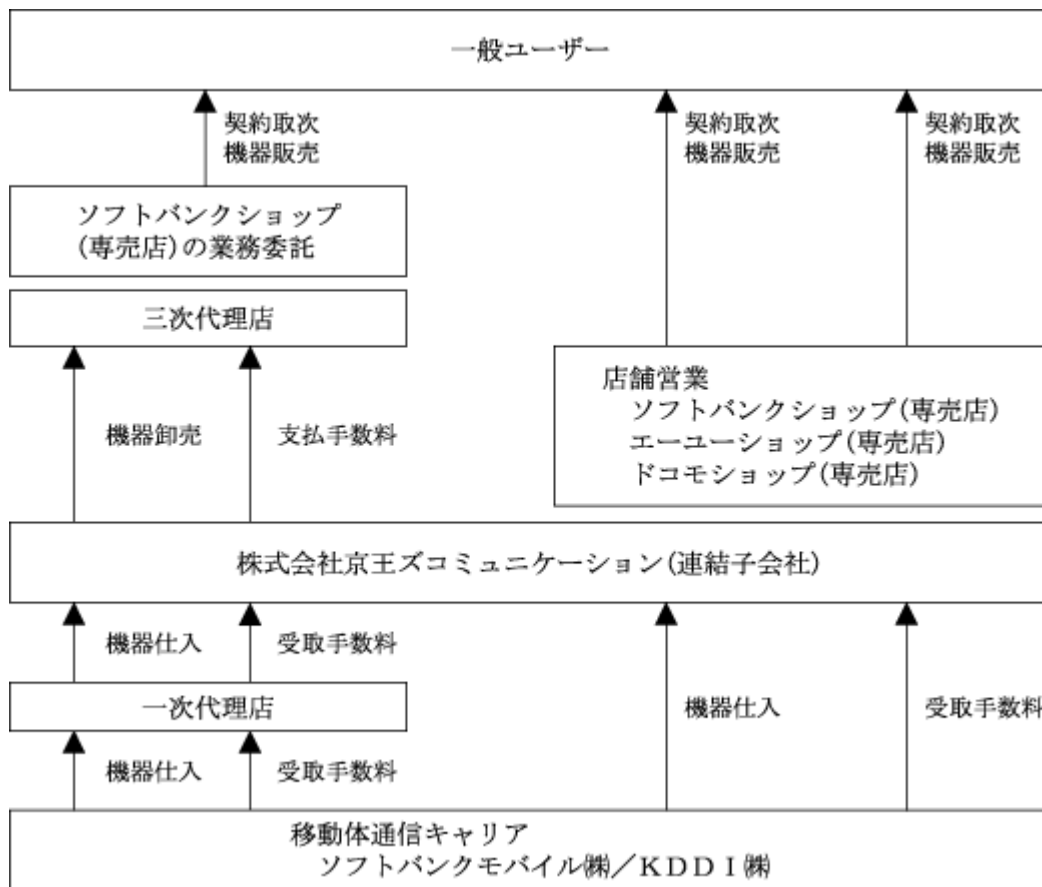 一般ユーザー
契約取次
機器販売
契約取次
機器販売
契約取次
機器販売
ソフトバンクショップ
(専売店)の業務委託
三次代理店
店舗営業
ソフトバンクショップ(専売店)
エーユーショップ(専売店)
ドコモショップ(専売店)
機器卸売
支払手数料
株式会社京王ズコミュニケーション(連結子会社)
機器仕入
受取手数料
一次代理店
機器仕入
受取手数料
機器仕入
受取手数料
移動体通信キャリア
ソフトバンクモバイル㈱／ＫＤＤＩ㈱